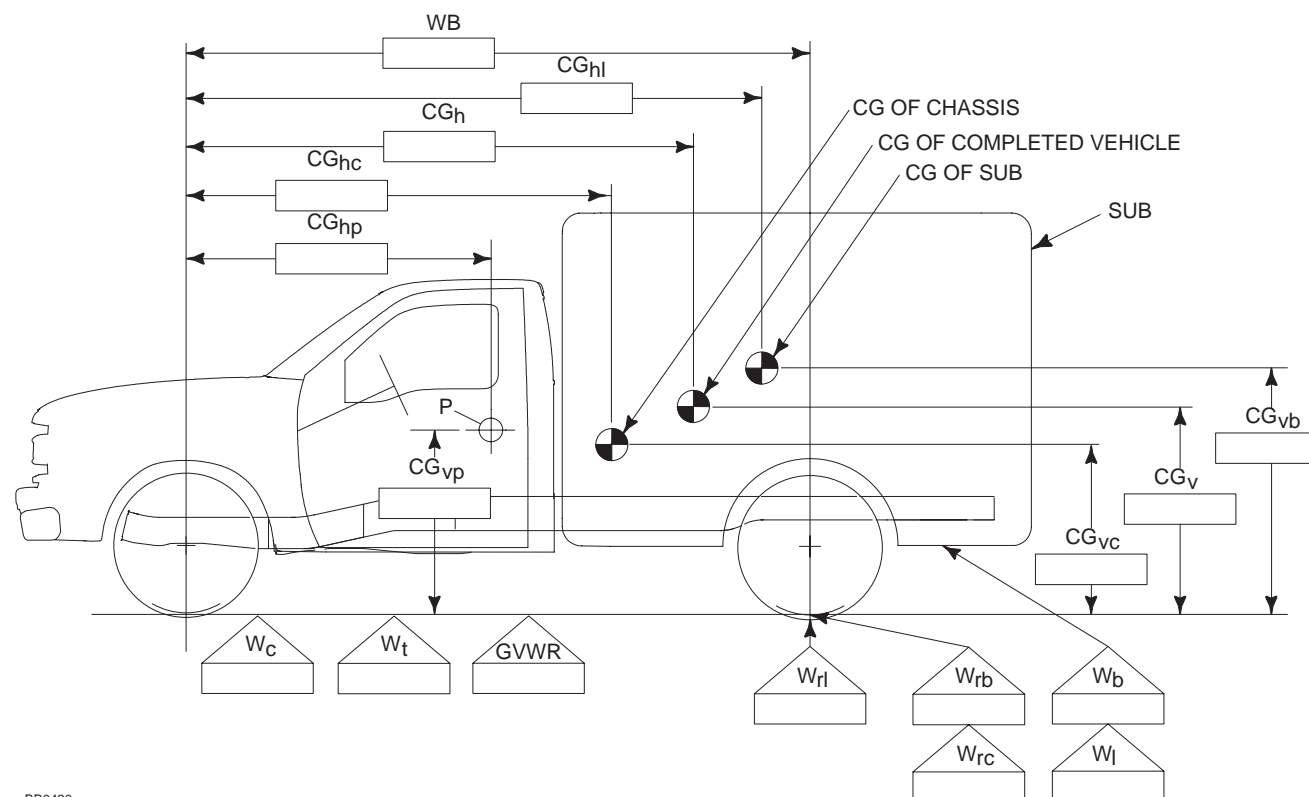 WB
CGhl
CGh
CGhc
CGhp
CG OF CHASSIS
CG OF COMPLETED VEHICLE
CG OF SUB
SUB
P
CGvp
CGvb
CGv
CGvc
Wc
Wt
GVWR
Wrl
Wrb
Wb
Wrc
Wl